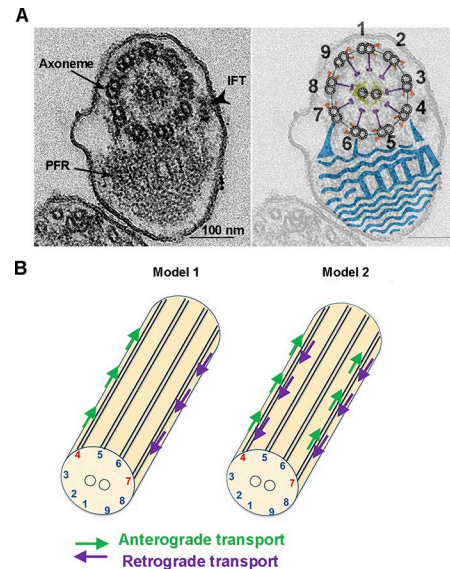 A
Axoneme
IFT
PFR
100 nm
1
2
3
4
5
6
7
8
9
B
Model 1
Model 2
4
5
6
7
3
2
1
9
8
4
5
6
7
3
2
1
9
8
Anterograde transport
Retrograde transport